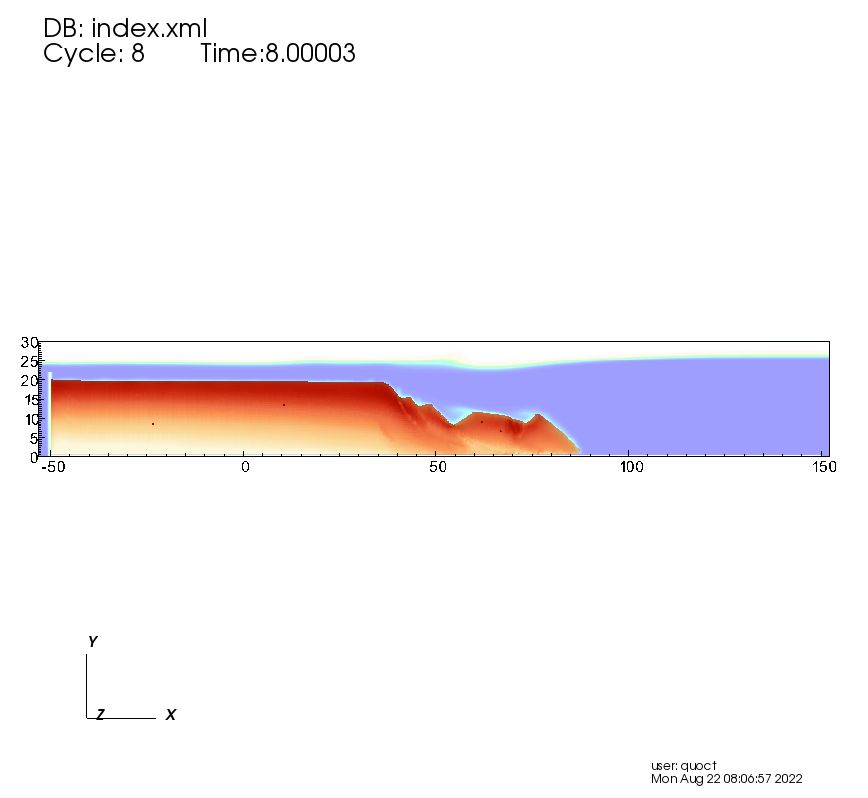 DB: index.xml
Cycle: 8 Time:8.00003
30
25
20
15
10
5
0
-50 0 50 100 150
Y
Z X
user: quoct
Mon Aug 22 08:06:57 2022